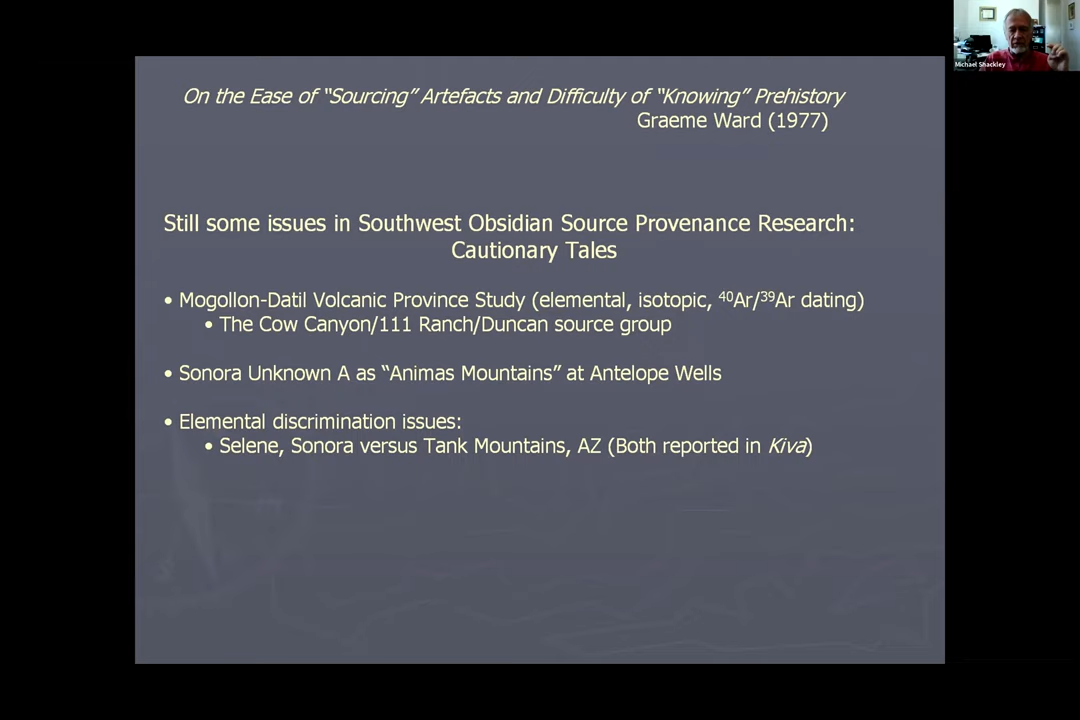 Michael Shackley
On the Ease of “Sourcing” Artefacts and Difficulty of “Knowing” Prehistory
Graeme Ward (1977)
Still some issues in Southwest Obsidian Source Provenance Research:
Cautionary Tales
• Mogollon-Datil Volcanic Province Study (elemental, isotopic, ⁴⁰Ar/³⁹Ar dating)
• The Cow Canyon/111 Ranch/Duncan source group
• Sonora Unknown A as “Animas Mountains” at Antelope Wells
• Elemental discrimination issues:
• Selene, Sonora versus Tank Mountains, AZ (Both reported in Kiva)